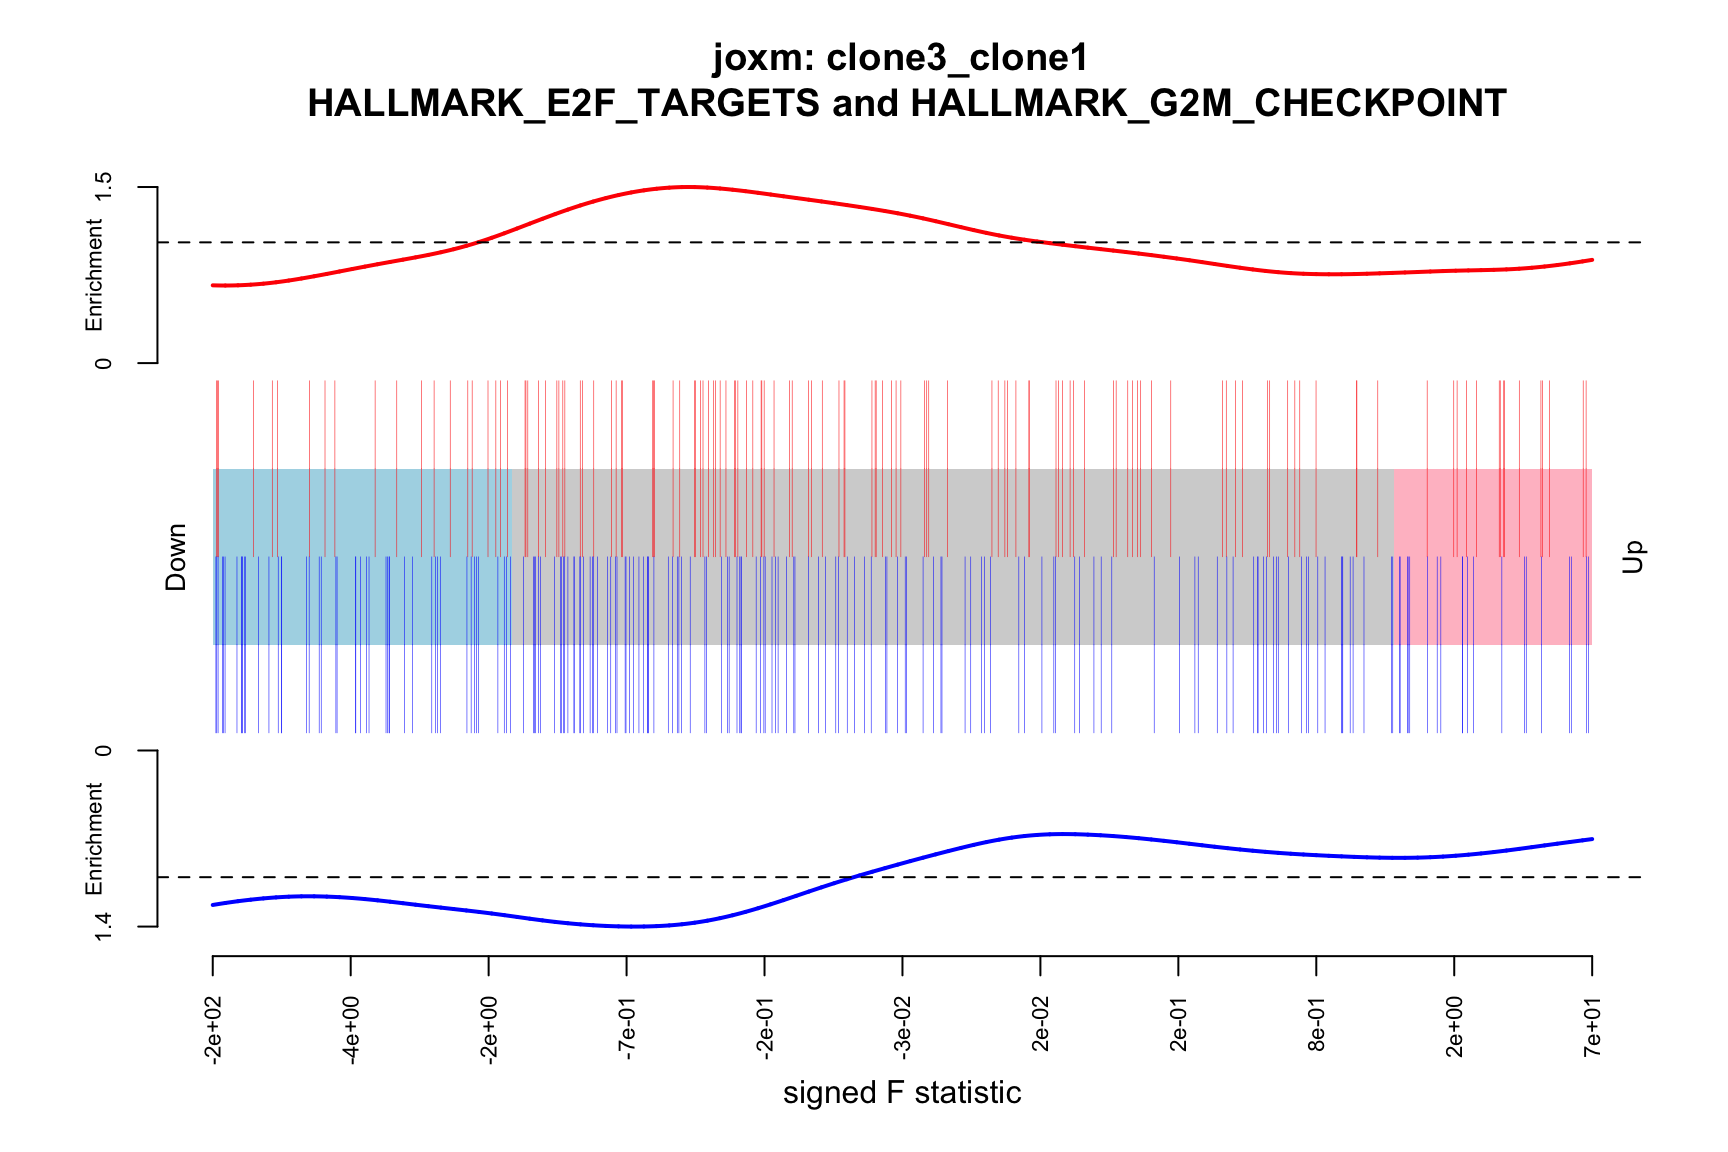 joxm: clone3_clone1
HALLMARK_E2F_TARGETS and HALLMARK_G2M_CHECKPOINT
1.5
Enrichment
0
Down
Up
0
Enrichment
1.4
-2e+02
-4e+00
-2e+00
-7e-01
-2e-01
-3e-02
2e-02
2e-01
8e-01
2e+00
7e+01
signed F statistic